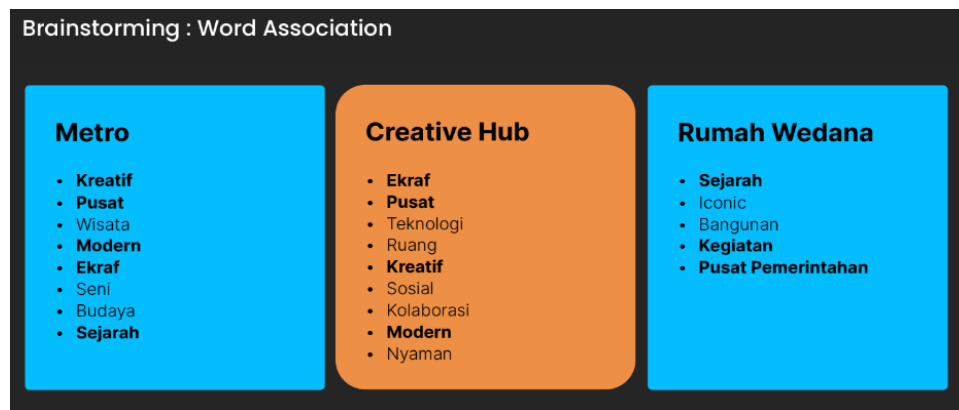 Brainstorming : Word Association
Metro
• Kreatif
• Pusat
• Wisata
• Modern
• Ekraf
• Seni
• Budaya
• Sejarah
Creative Hub
• Ekraf
• Pusat
• Teknologi
• Ruang
• Kreatif
• Sosial
• Kolaborasi
• Modern
• Nyaman
Rumah Wedana
• Sejarah
• Iconic
• Bangunan
• Kegiatan
• Pusat Pemerintahan